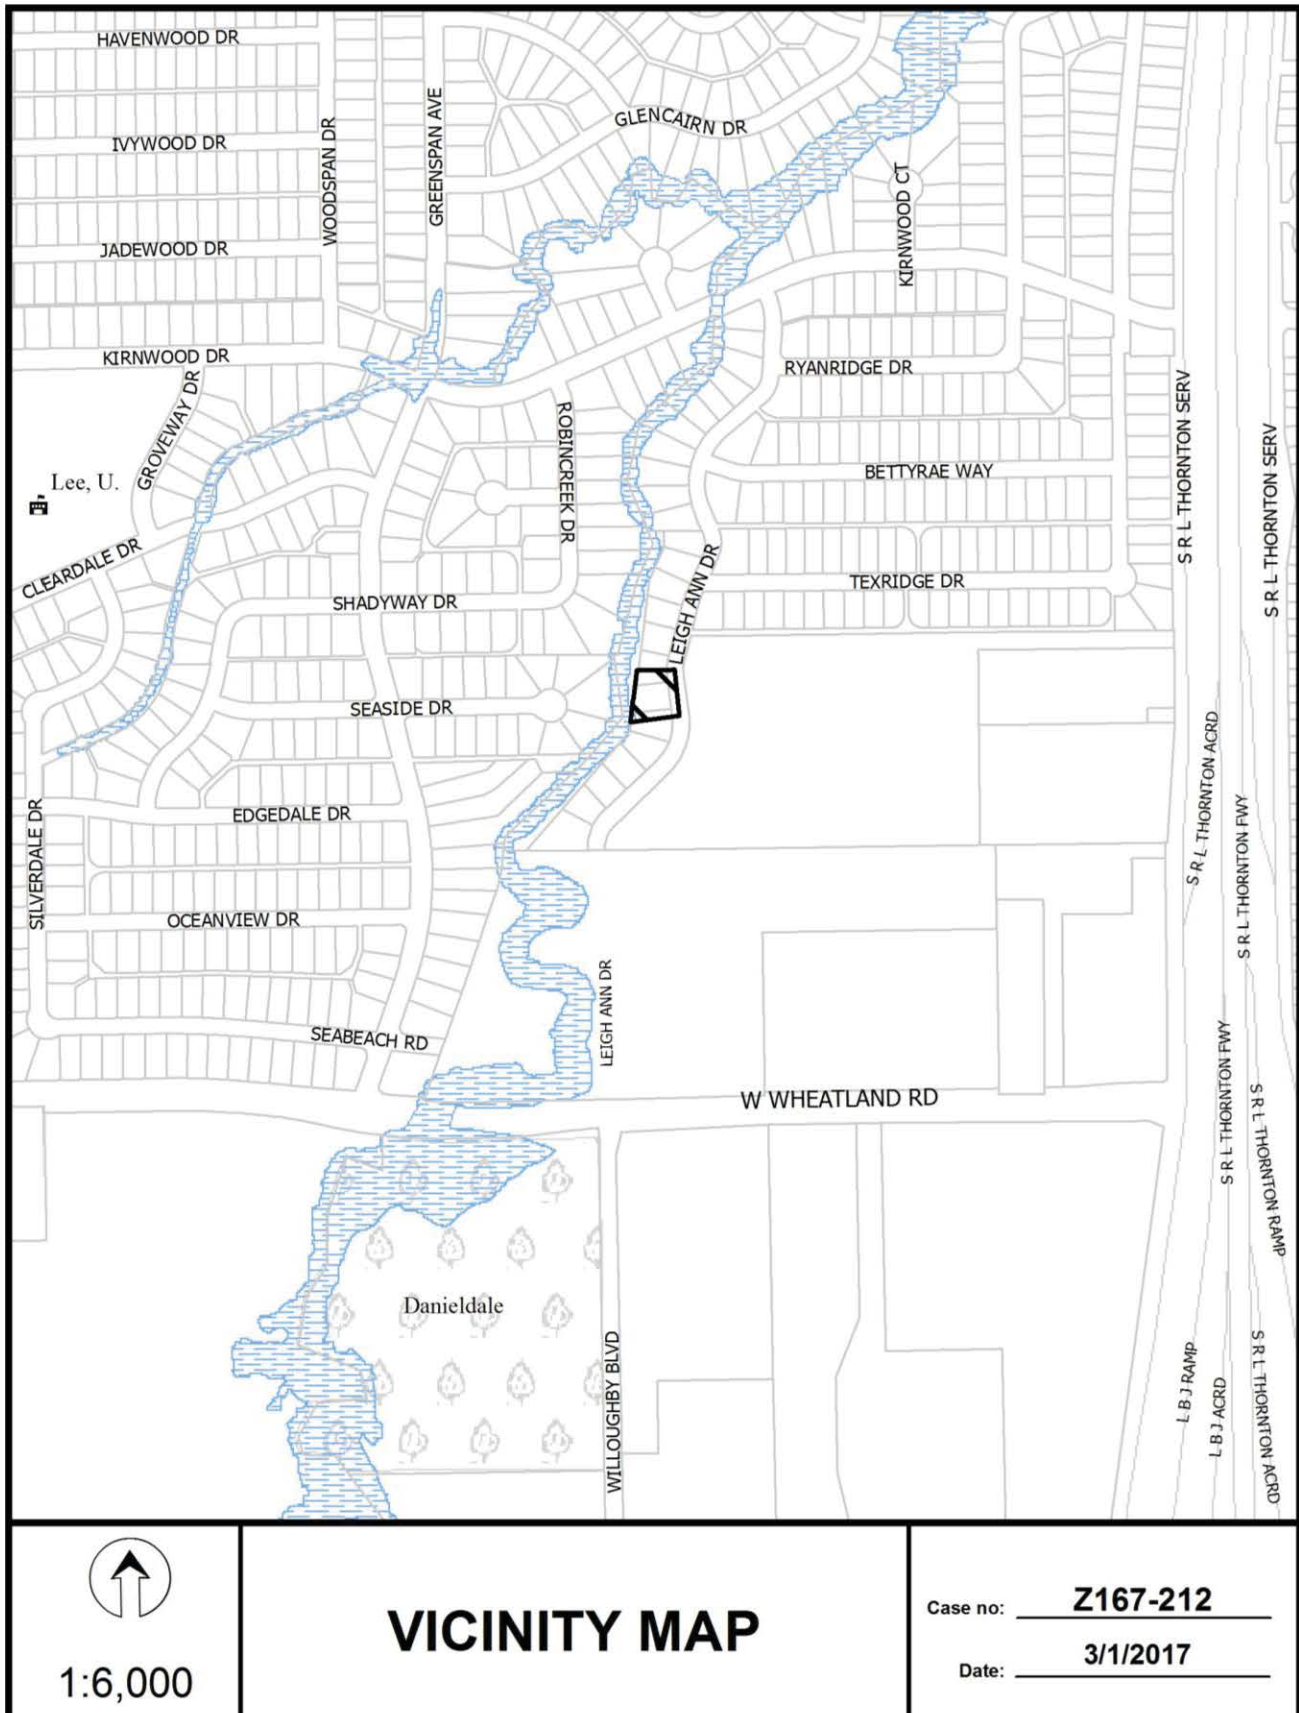 HAVENWOOD DR
IVYWOOD DR
WOODSPAN DR
GREENSPAN AVE
GLENCAIRN DR
JADEWOOD DR
KIRNWOOD CT
KIRNWOOD DR
GROVEWAY DR
RYANRIDGE DR
ROBINCREEK DR
S R L THORNTON SERV
S R L THORNTON SERV
Lee, U.
BETTYRAE WAY
CLEARDALE DR
TEXRIDGE DR
SHADYWAY DR
LEIGH ANN DR
SEASIDE DR
S R L THORNTON ACRD
EDGEDALE DR
SILVERDALE DR
S R L THORNTON FWY
OCEANVIEW DR
LEIGH ANN DR
SEABEACH RD
S R L THORNTON FWY
W WHEATLAND RD
S R L THORNTON RAMP
Danieldale
WILLOUGHBY BLVD
L B J RAMP
L B J ACRD
S R L THORNTON ACRD
1:6,000
VICINITY MAP
Case no: Z167-212
Date: 3/1/2017